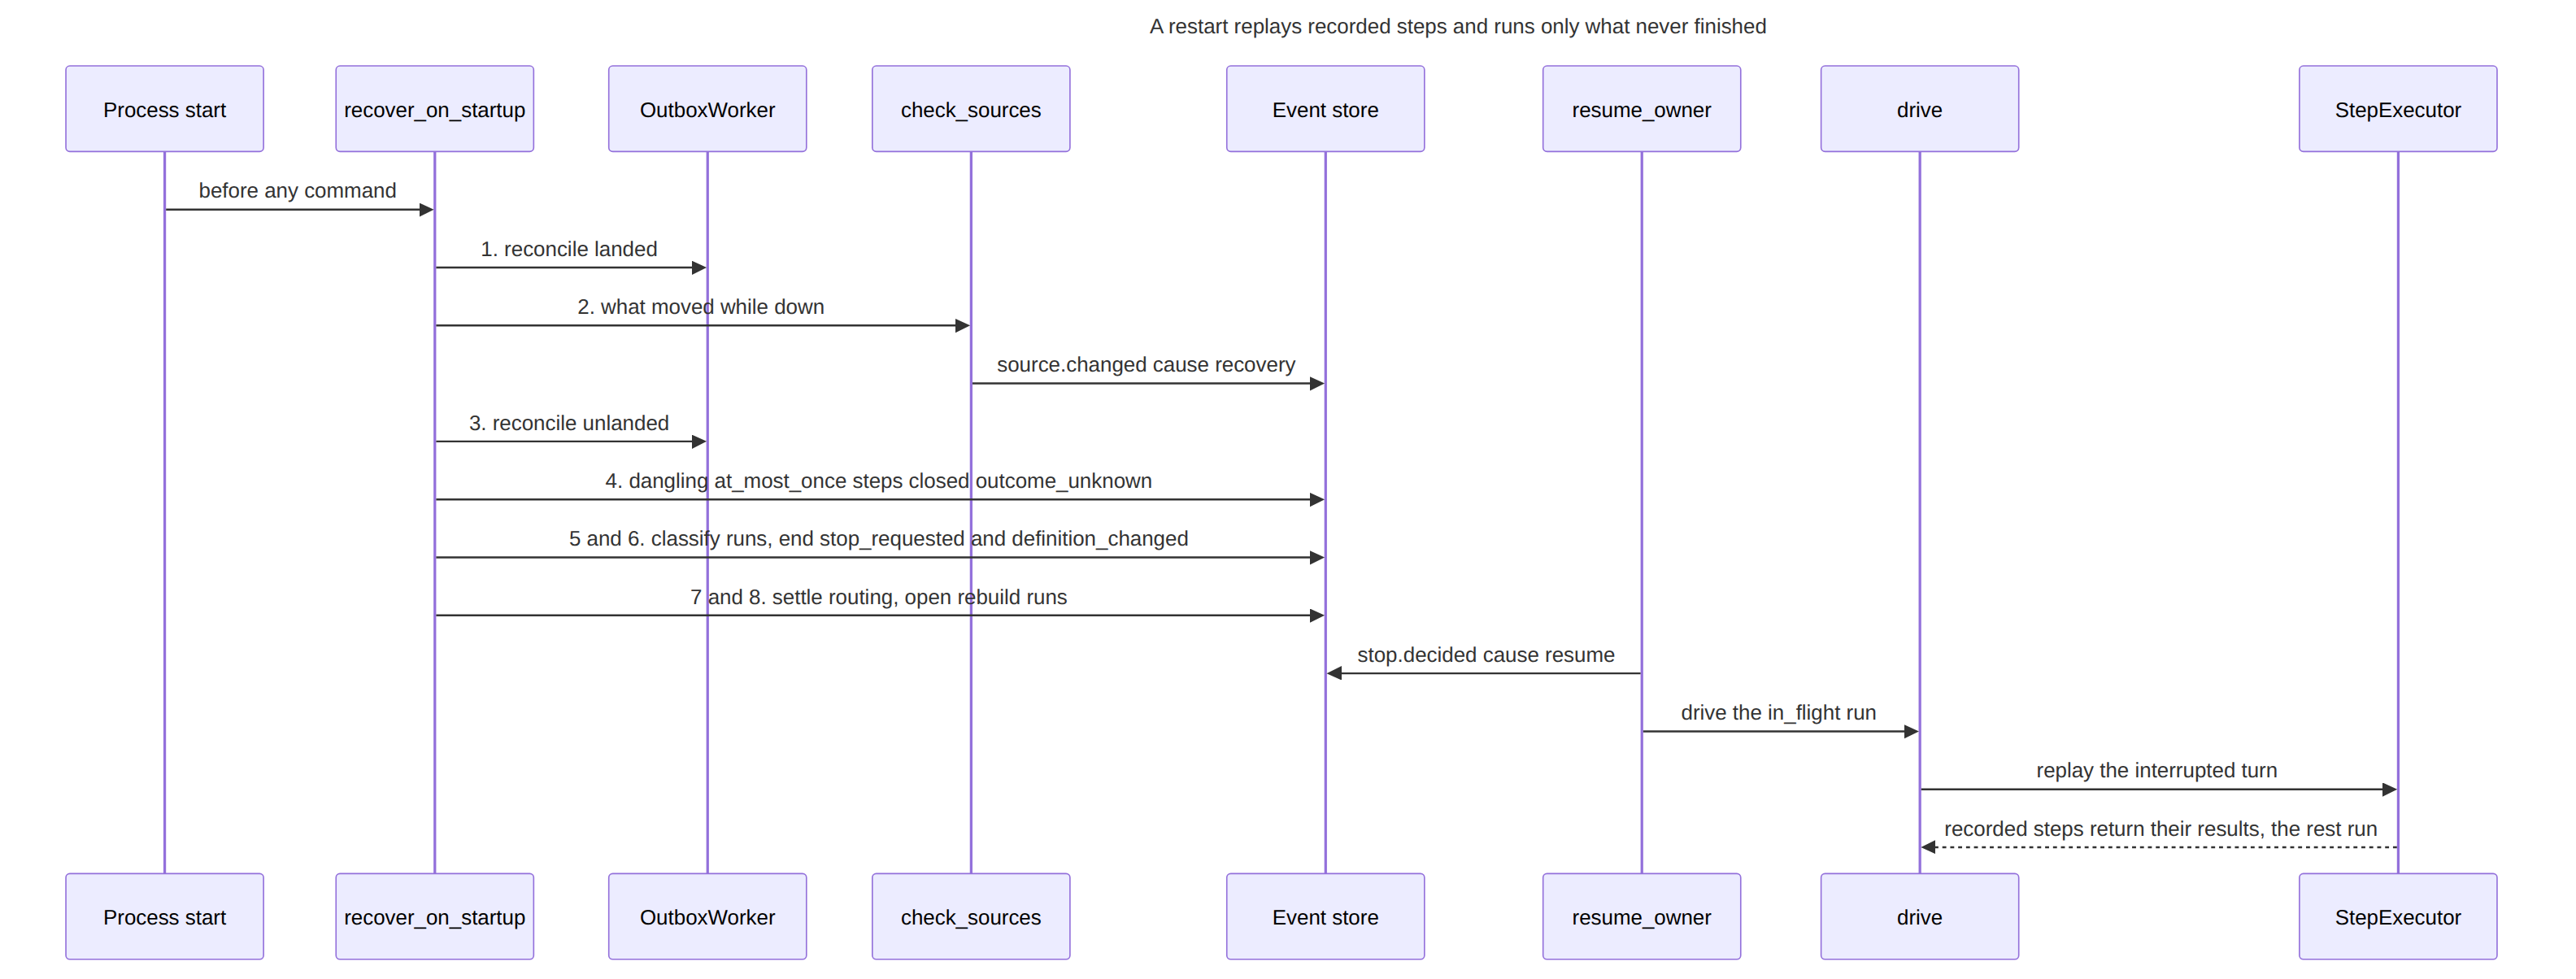 A restart replays recorded steps and runs only what never finished
Process start
recover_on_startup
OutboxWorker
check_sources
Event store
resume_owner
drive
StepExecutor
before any command
1. reconcile landed
2. what moved while down
source.changed cause recovery
3. reconcile unlanded
4. dangling at_most_once steps closed outcome_unknown
5 and 6. classify runs, end stop_requested and definition_changed
7 and 8. settle routing, open rebuild runs
stop.decided cause resume
drive the in_flight run
replay the interrupted turn
recorded steps return their results, the rest run
Process start
recover_on_startup
OutboxWorker
check_sources
Event store
resume_owner
drive
StepExecutor